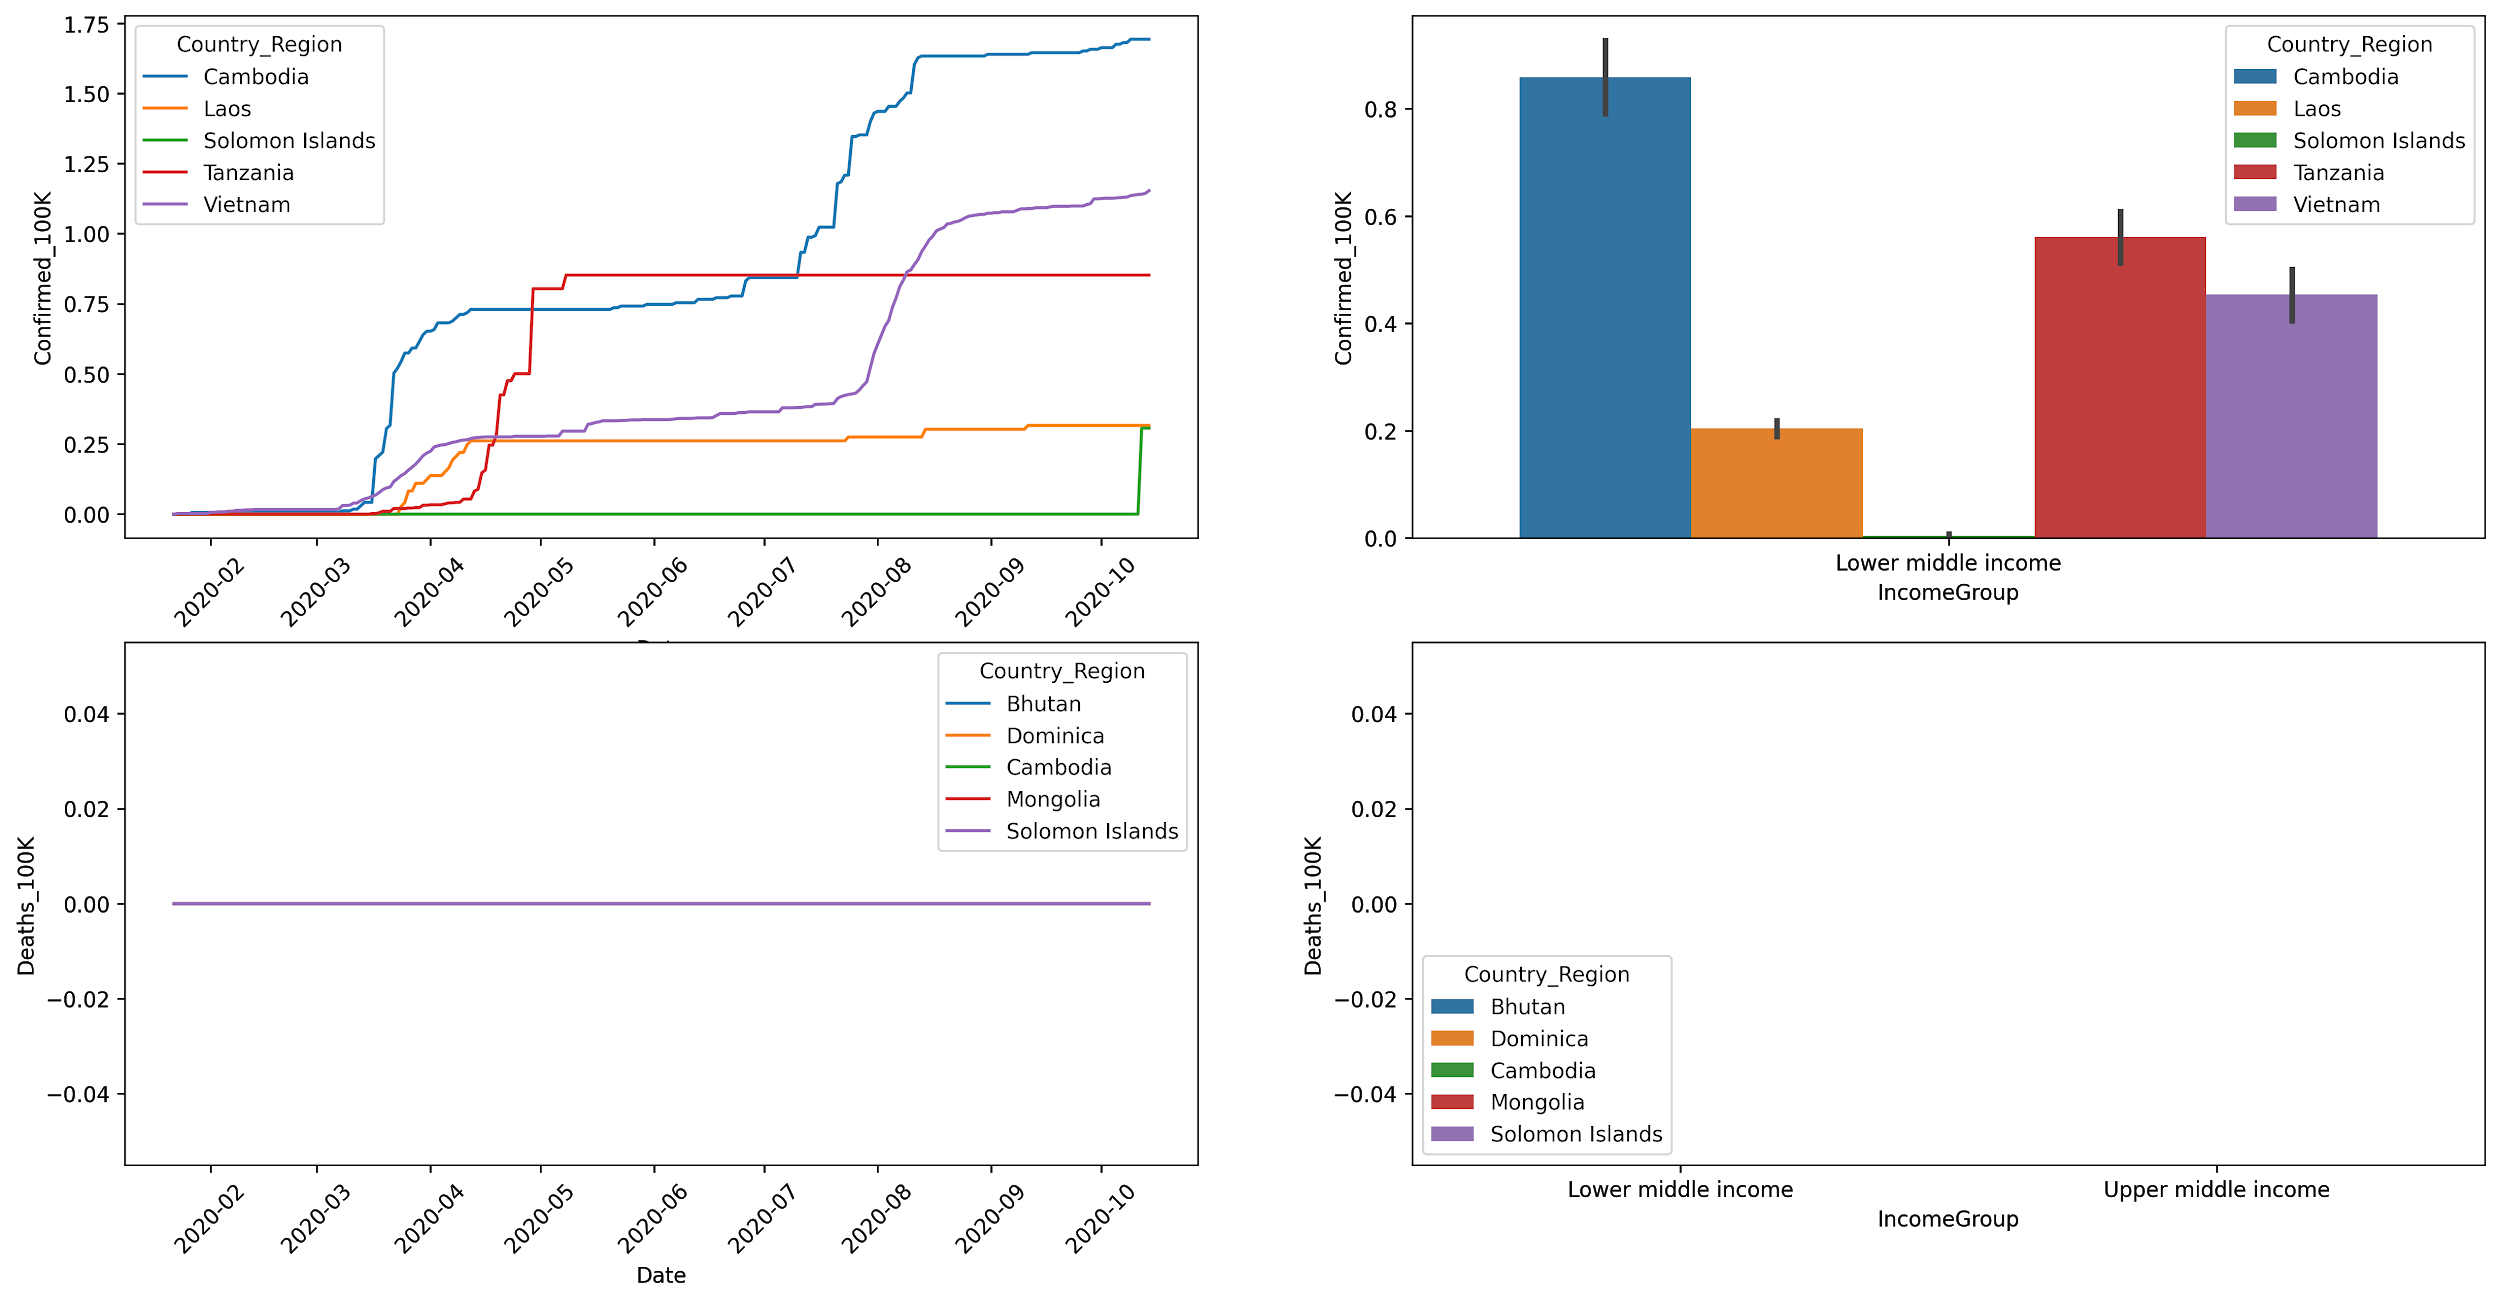 Country_Region
Cambodia
Laos
Solomon Islands
Tanzania
Vietnam
1.75
1.50
1.25
1.00
0.75
0.50
0.25
0.00
Confirmed_100K
2020-02
2020-03
2020-04
2020-05
2020-06
2020-07
2020-08
2020-09
2020-10
Country_Region
Cambodia
Laos
Solomon Islands
Tanzania
Vietnam
0.8
0.6
0.4
0.2
0.0
Confirmed_100K
Lower middle income
IncomeGroup
Country_Region
Bhutan
Dominica
Cambodia
Mongolia
Solomon Islands
0.04
0.02
0.00
−0.02
−0.04
Deaths_100K
2020-02
2020-03
2020-04
2020-05
2020-06
2020-07
2020-08
2020-09
2020-10
Date
0.04
0.02
0.00
−0.02
−0.04
Deaths_100K
Country_Region
Bhutan
Dominica
Cambodia
Mongolia
Solomon Islands
Lower middle income
Upper middle income
IncomeGroup